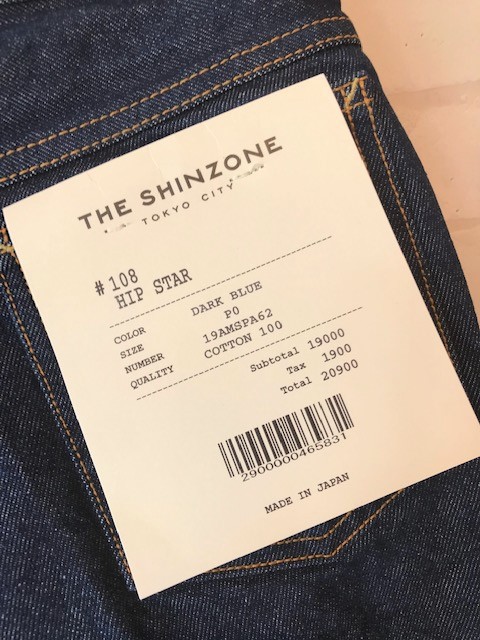 THE SHINZONE
TOKYO CITY
#108
HIP STAR
COLOR DARK BLUE
SIZE P0
NUMBER 19AMSPA62
QUALITY COTTON 100
Subtotal 19000
Tax 1900
Total 20900
2900000465831
MADE IN JAPAN